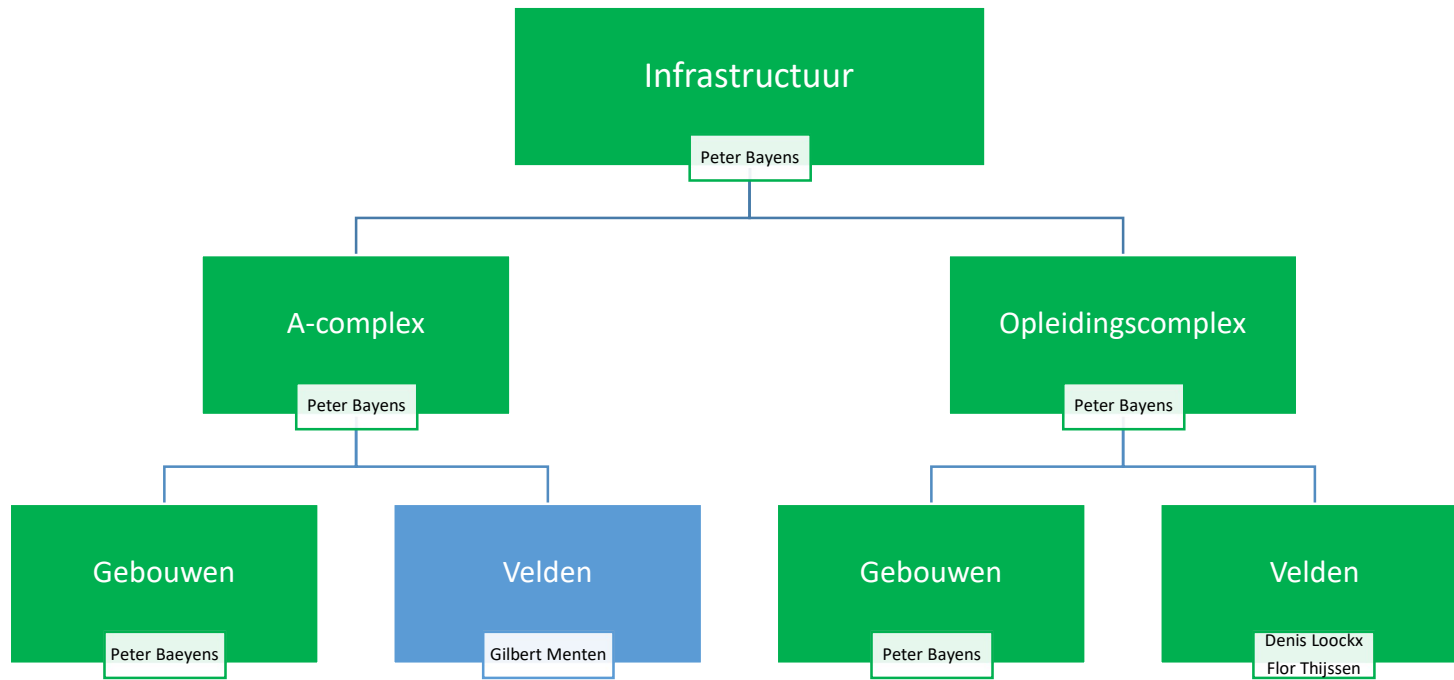 Infrastructuur
Peter Bayens
A-complex
Peter Bayens
Opleidingscomplex
Peter Bayens
Gebouwen
Peter Baeyens
Velden
Gilbert Menten
Gebouwen
Peter Bayens
Velden
Denis Loockx
Flor Thijssen